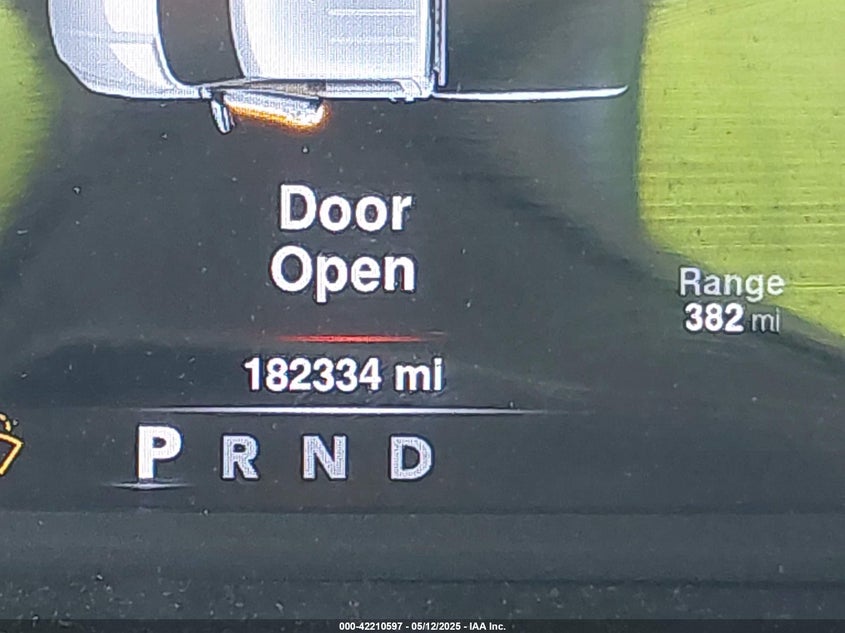 Door
Open
Range
382 mi
182334 mi
P R N D
000-42210597 - 05/12/2025 - IAA Inc.